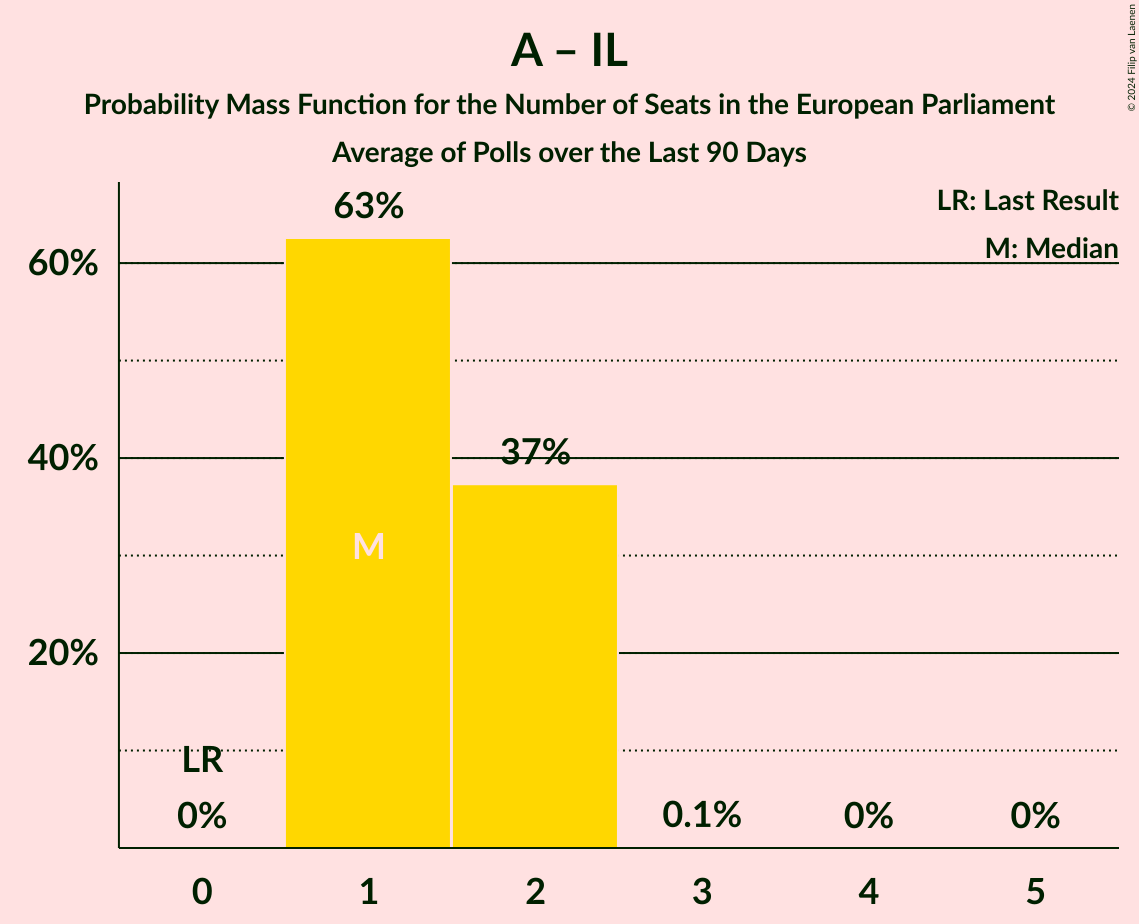 A – IL
Probability Mass Function for the Number of Seats in the European Parliament
Average of Polls over the Last 90 Days
© 2024 Filip van Laenen
LR: Last Result
M: Median
63%
60%
37%
40%
M
20%
LR
0%
0.1%
0%
0%
0 1 2 3 4 5